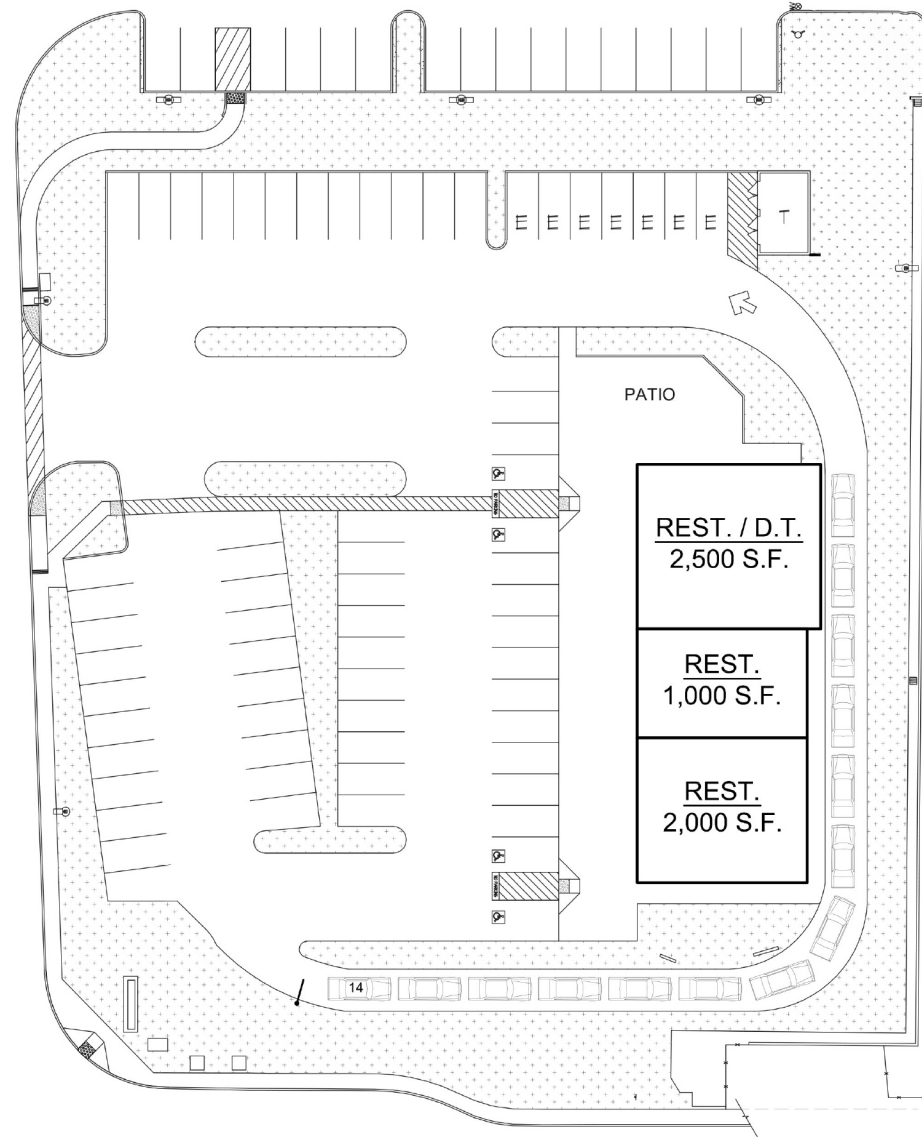 T
PATIO
REST. / D.T.
2,500 S.F.
REST.
1,000 S.F.
REST.
2,000 S.F.
14